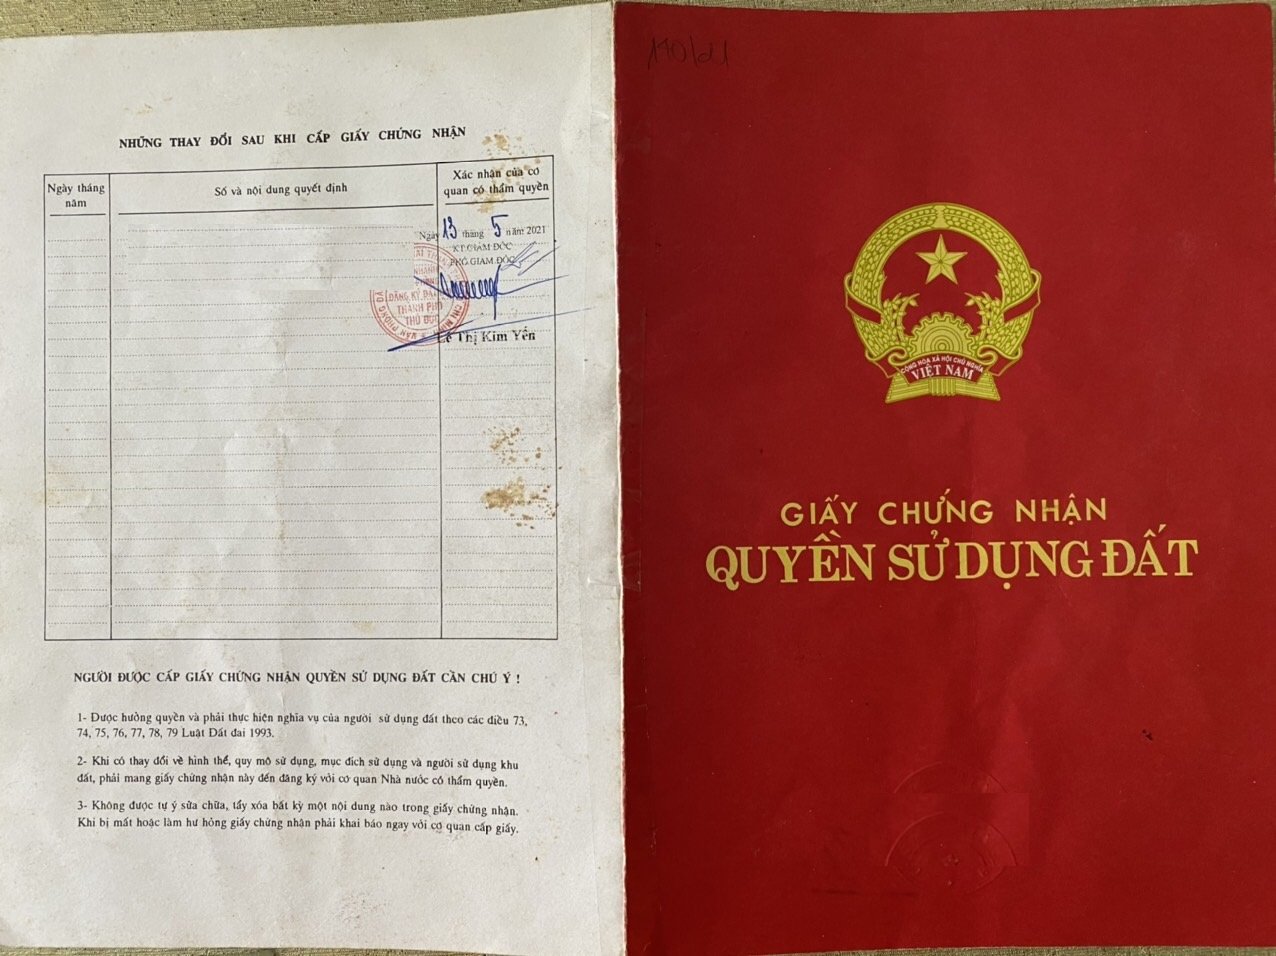 NHỮNG THAY ĐỔI SAU KHI CẤP GIẤY CHỨNG NHẬN
Ngày tháng năm
Số và nội dung quyết định
Xác nhận của cơ
quan có thẩm quyền
Ngày 13 tháng 5 năm 2021
KT.GIÁM ĐỐC
PHÓ GIÁM ĐỐC
THÀNH PHỐ
THỦ ĐỨC
Lê Thị Kim Yến
NGƯỜI ĐƯỢC CẤP GIẤY CHỨNG NHẬN QUYỀN SỬ DỤNG ĐẤT CẦN CHÚ Ý !
1- Được hưởng quyền và phải thực hiện nghĩa vụ của người sử dụng đất theo các điều 73,
74, 75, 76, 77, 78, 79 Luật Đất đai 1993.
2- Khi có thay đổi về hình thể, quy mô sử dụng, mục đích sử dụng và người sử dụng khu
đất, phải mang giấy chứng nhận này đến đăng ký với cơ quan Nhà nước có thẩm quyền.
3- Không được tự ý sửa chữa, tẩy xóa bất kỳ một nội dung nào trong giấy chứng nhận.
Khi bị mất hoặc làm hư hỏng giấy chứng nhận phải khai báo ngay với cơ quan cấp giấy.
CỘNG HÒA XÃ HỘI CHỦ NGHĨA
VIỆT NAM
GIẤY CHỨNG NHẬN
QUYỀN SỬ DỤNG ĐẤT